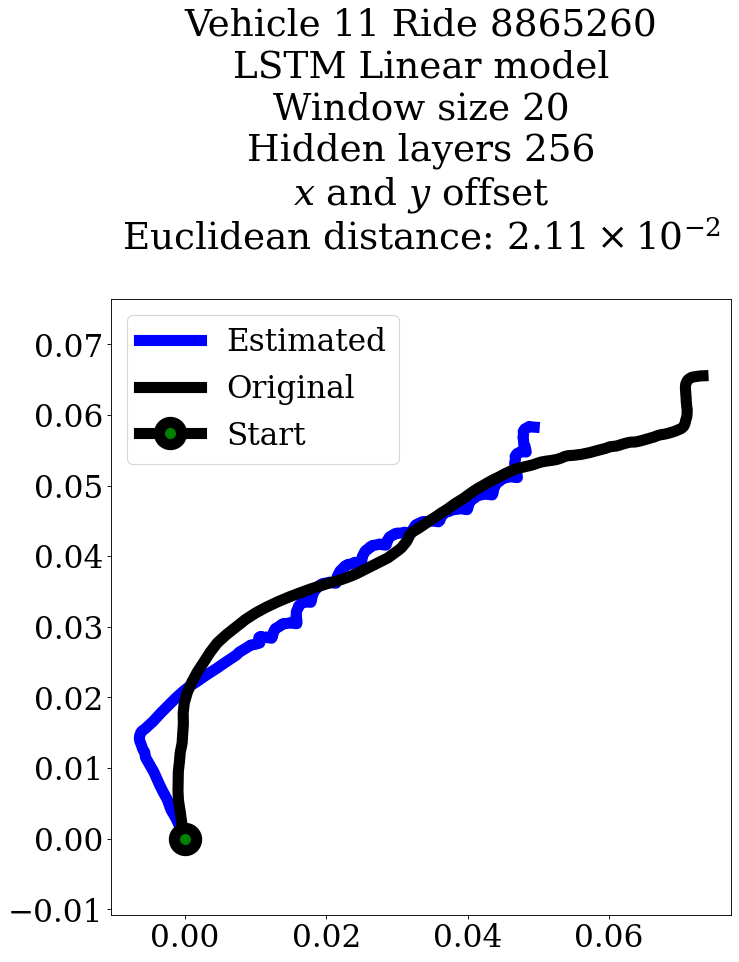 Vehicle 11 Ride 8865260
LSTM Linear model
Window size 20
Hidden layers 256
x and y offset
Euclidean distance: 2.11 × 10⁻²
Estimated
Original
Start
0.07
0.06
0.05
0.04
0.03
0.02
0.01
0.00
−0.01
0.00 0.02 0.04 0.06